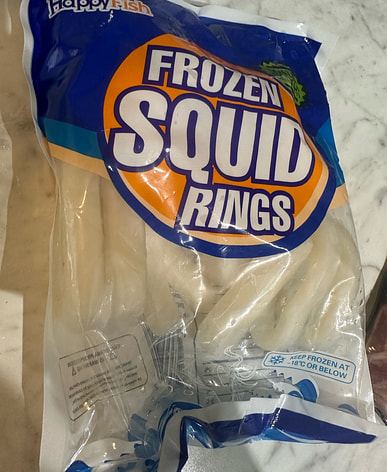 HappyFish
FROZEN
SQUID
RINGS
KEEP FROZEN AT
-18°C OR BELOW